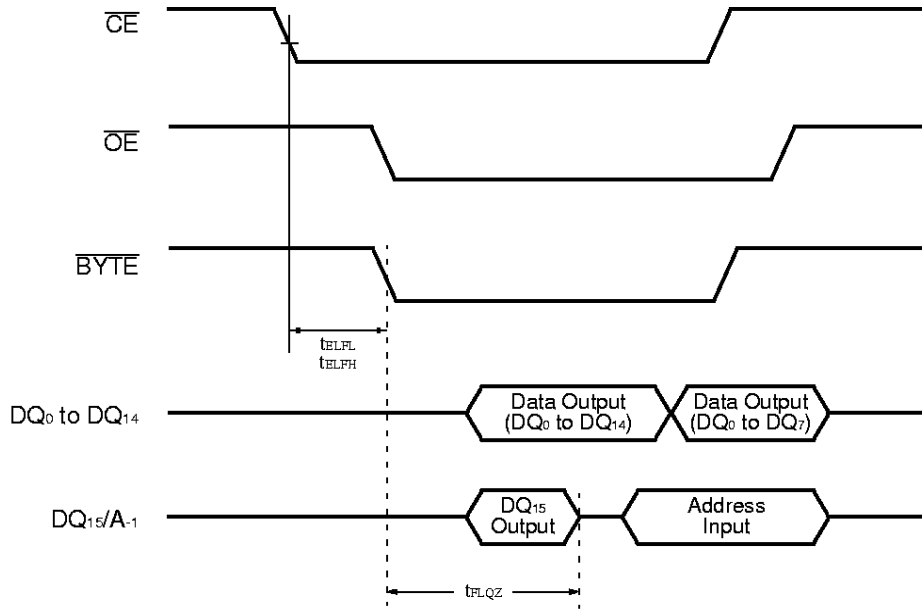 CE
OE
BYTE
tELFL
tELFH
DQ0 to DQ14
Data Output
(DQ0 to DQ14)
Data Output
(DQ0 to DQ7)
DQ15/A-1
DQ15
Output
Address
Input
tFLQZ